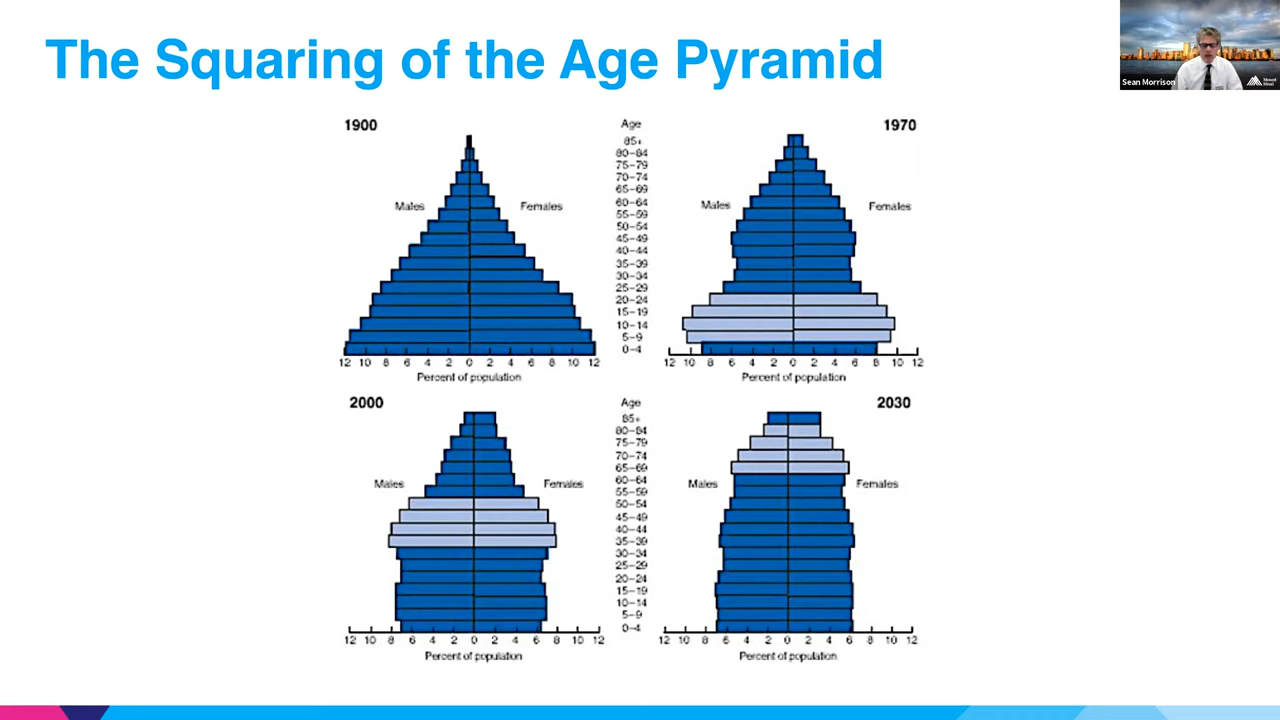 The Squaring of the Age Pyramid
Sean Morrison
Mount
Sinai
1900
Age
1970
85+
80–84
75–79
70–74
65–69
60–64
55–59
50–54
45–49
40–44
35–39
30–34
25–29
20–24
15–19
10–14
5–9
0–4
Males
Females
Males
Females
12 10 8 6 4 2 0 2 4 6 8 10 12
12 10 8 6 4 2 0 2 4 6 8 10 12
Percent of population
Percent of population
2000
Age
2030
85+
80–84
75–79
70–74
65–69
60–64
55–59
50–54
45–49
40–44
35–39
30–34
25–29
20–24
15–19
10–14
5–9
0–4
Males
Females
Males
Females
12 10 8 6 4 2 0 2 4 6 8 10 12
12 10 8 6 4 2 0 2 4 6 8 10 12
Percent of population
Percent of population